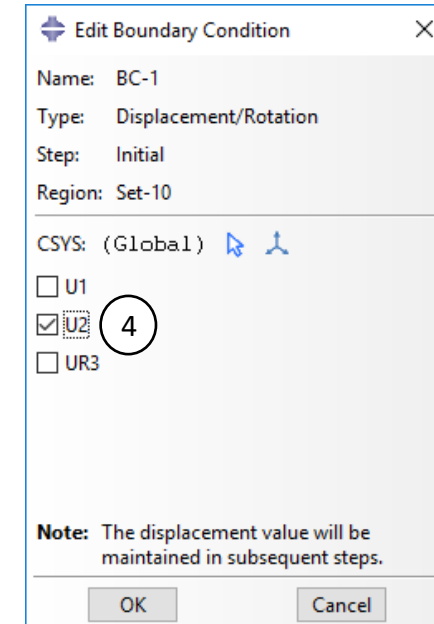 Edit Boundary Condition
Name: BC-1
Type: Displacement/Rotation
Step: Initial
Region: Set-10
CSYS: (Global)
U1
U2 4
UR3
Note: The displacement value will be
maintained in subsequent steps.
OK Cancel